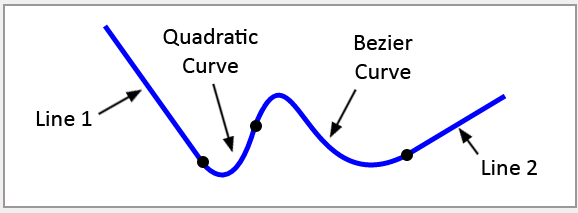 Quadratic
Curve
Bezier
Curve
Line 1
Line 2